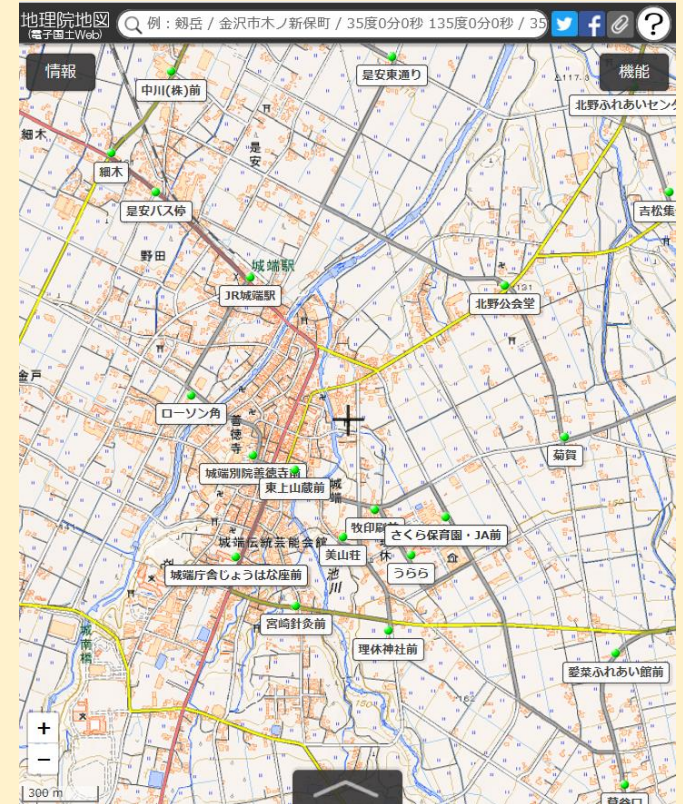 地理院地図
(電子国土Web)
例：剱岳 / 金沢市木ノ新保町 / 35度0分0秒 135度0分0秒 / 35
?
情報
機能
是安東通り
中川(株)前
117.3
北野ふれあいセンタ
細木
是安
細木
是安バス停
吉松集
野田
城端駅
JR城端駅
131
北野公会堂
金戸
ローソン角
善徳寺
菊賀
城端別院善徳寺前
東上山蔵前
城端
牧印刷前
さくら保育園・JA前
城端伝統芸能会館
美山荘
理休
うらら
城端庁舎じょうはな座前
池川
宮崎針灸前
理休神社前
城南橋
愛菜ふれあい館前
162
150
+
−
300 m